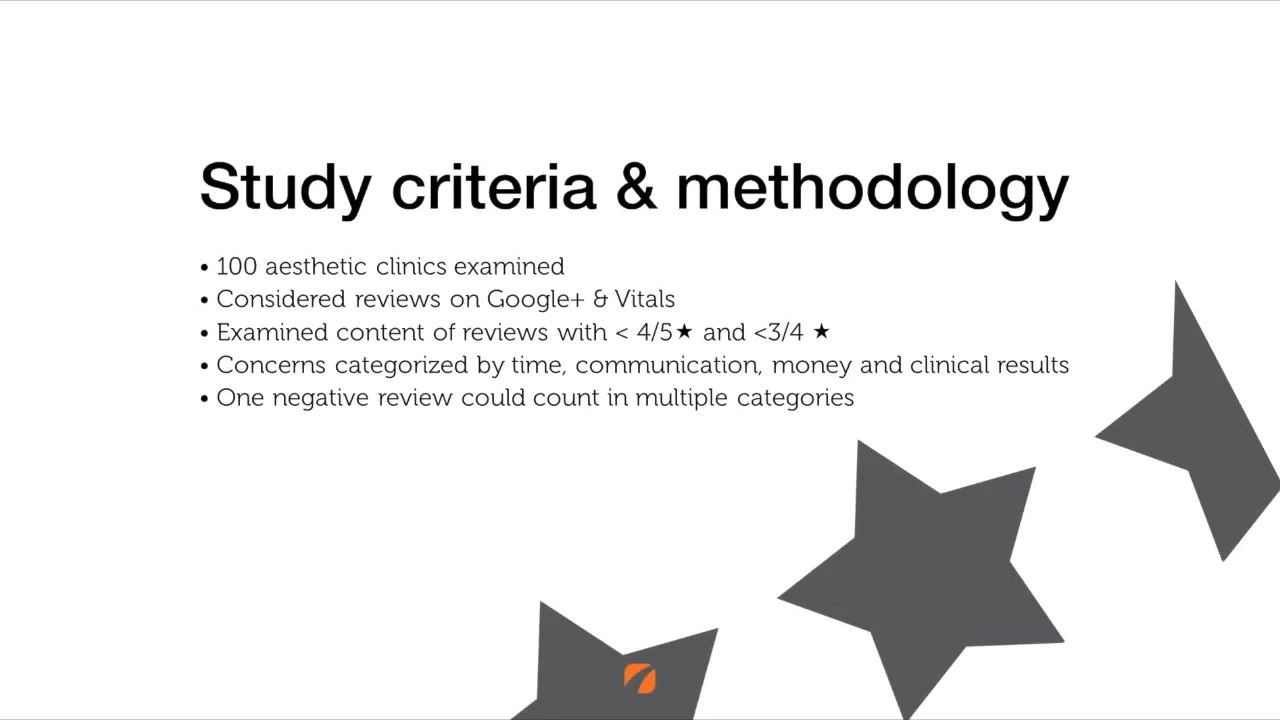 Study criteria & methodology
• 100 aesthetic clinics examined
• Considered reviews on Google+ & Vitals
• Examined content of reviews with < 4/5★ and <3/4 ★
• Concerns categorized by time, communication, money and clinical results
• One negative review could count in multiple categories